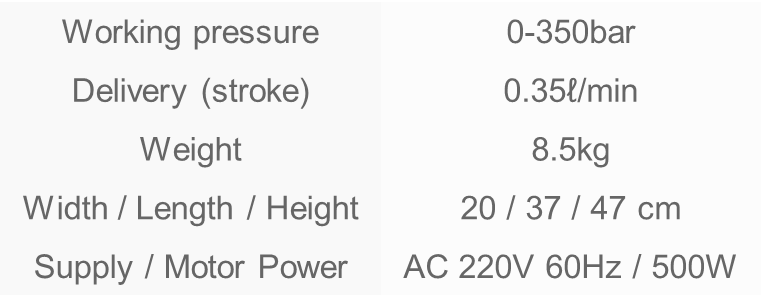 Working pressure 0-350bar
Delivery (stroke) 0.35ℓ/min
Weight 8.5kg
Width / Length / Height 20 / 37 / 47 cm
Supply / Motor Power AC 220V 60Hz / 500W